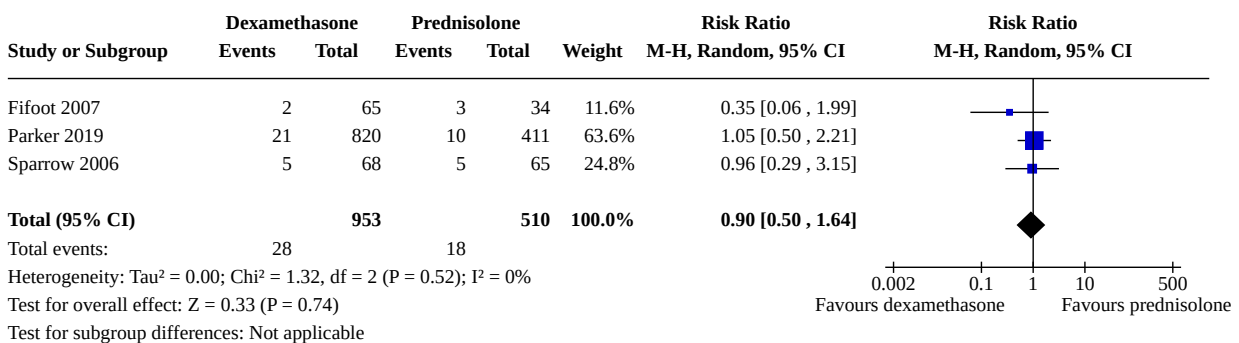 Dexamethasone Prednisolone Risk Ratio Risk Ratio
Study or Subgroup Events Total Events Total Weight M-H, Random, 95% CI M-H, Random, 95% CI
Fifoot 2007 2 65 3 34 11.6% 0.35 [0.06 , 1.99]
Parker 2019 21 820 10 411 63.6% 1.05 [0.50 , 2.21]
Sparrow 2006 5 68 5 65 24.8% 0.96 [0.29 , 3.15]
Total (95% CI) 953 510 100.0% 0.90 [0.50 , 1.64]
Total events: 28 18
Heterogeneity: Tau² = 0.00; Chi² = 1.32, df = 2 (P = 0.52); I² = 0%
0.002 0.1 1 10 500
Test for overall effect: Z = 0.33 (P = 0.74)
Favours dexamethasone Favours prednisolone
Test for subgroup differences: Not applicable